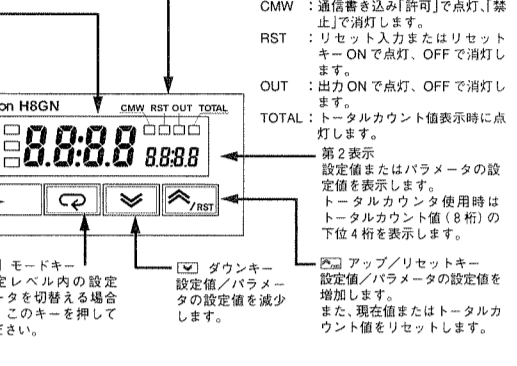 CMW :通信書き込み「許可」で点灯、「禁
止」で消灯します。
RST :リセット入力またはリセット
キー ON で点灯、OFF で消灯し
ます。
OUT :出力 ON で点灯、OFF で消灯し
ます。
TOTAL:トータルカウント値表示時に点
灯します。
on H8GN
CMW RST OUT TOTAL
8.8:8.8
8.8:8.8
/RST
第2表示
設定値またはパラメータの設
定値を表示します。
トータルカウンタ使用時は
トータルカウント値(8桁)の
下位4桁を表示します。
モードキー
定レベル内の設定
ータを切替える場合
このキーを押して
ださい。
ダウンキー
設定値/パラメー
タの設定値を減少
します。
アップ/リセットキー
設定値/パラメータの設定値を
増加します。
また、現在値またはトータルカ
ウント値をリセットします。